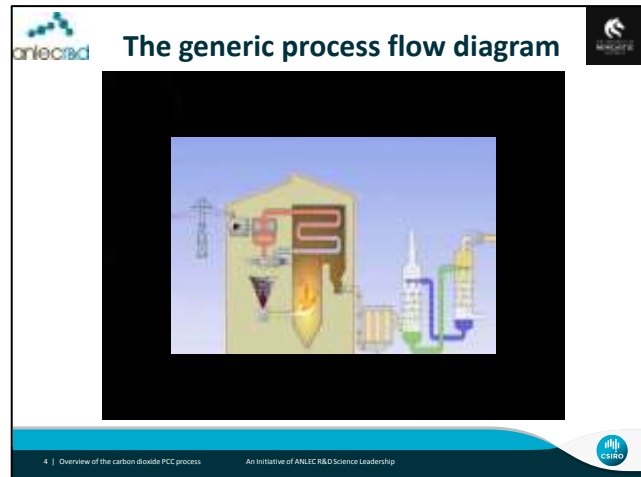 anlecr&d
The generic process flow diagram
4 | Overview of the carbon dioxide PCC process An Initiative of ANLEC R&D Science Leadership
CSIRO